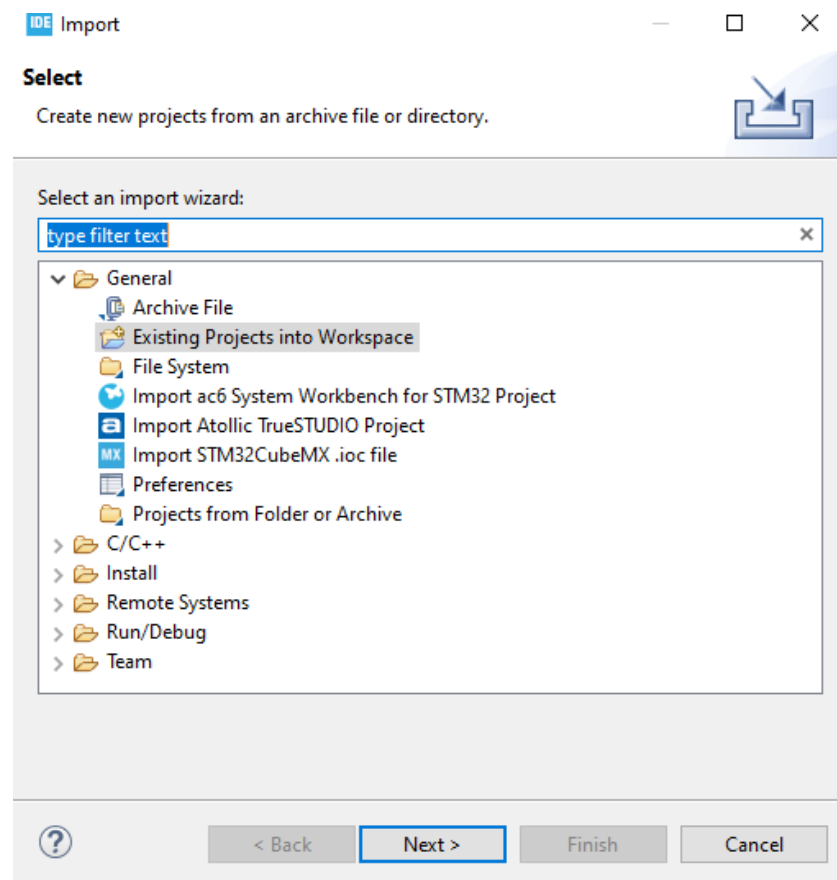 IDE Import
Select
Create new projects from an archive file or directory.
Select an import wizard:
type filter text
General
Archive File
Existing Projects into Workspace
File System
Import ac6 System Workbench for STM32 Project
a Import Atollic TrueSTUDIO Project
MX Import STM32CubeMX .ioc file
Preferences
Projects from Folder or Archive
C/C++
Install
Remote Systems
Run/Debug
Team
? < Back Next > Finish Cancel